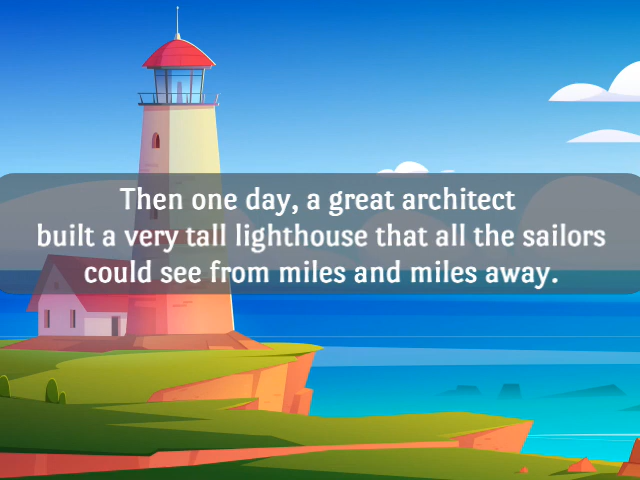 Then one day, a great architect
built a very tall lighthouse that all the sailors
could see from miles and miles away.